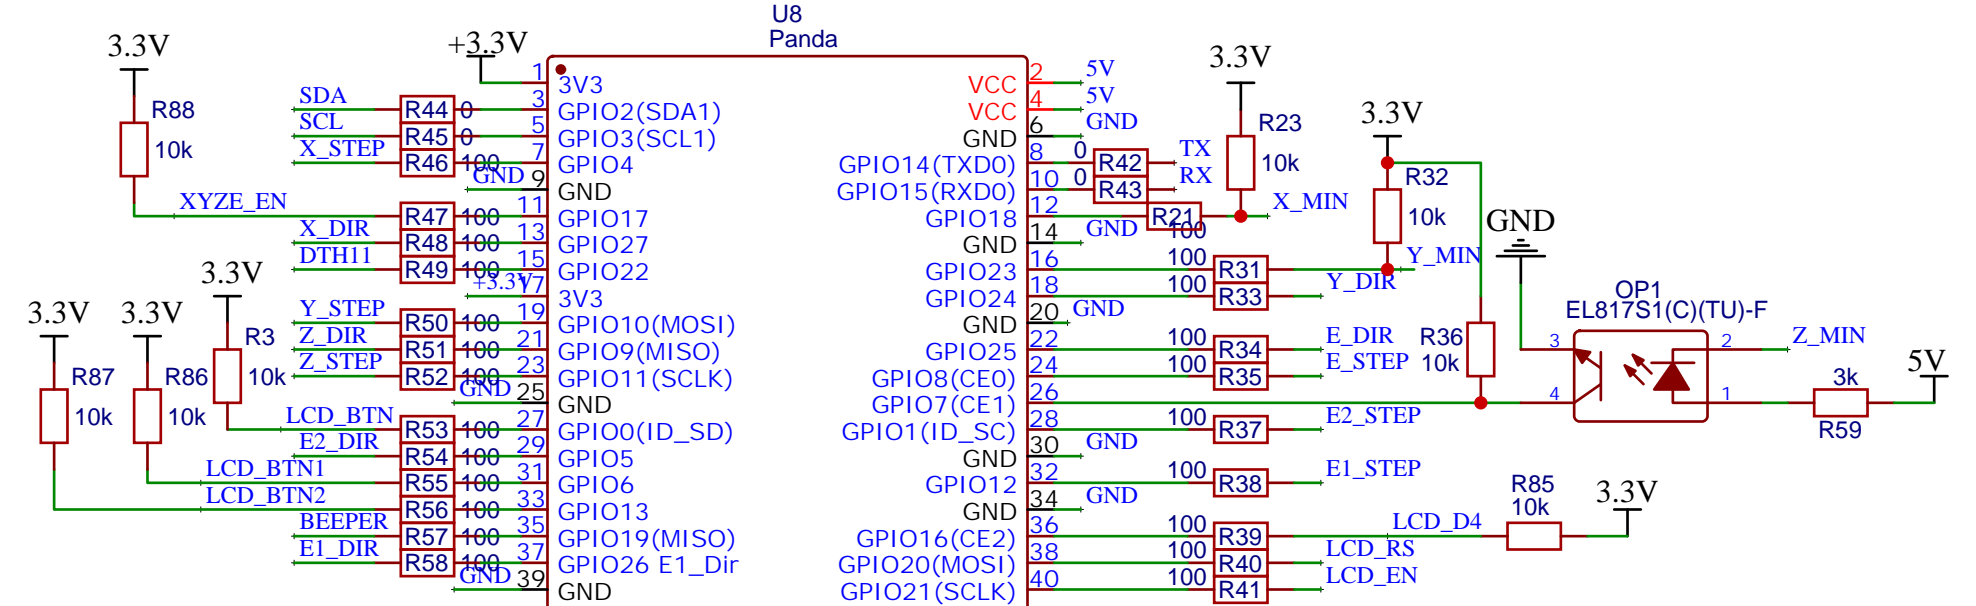 U8
Panda
3.3V
+3.3V
3.3V
3.3V
1
3V3
VCC
2
5V
SDA
R44
0
3
GPIO2(SDA1)
VCC
4
5V
R88
10k
SCL
R45
0
5
GPIO3(SCL1)
GND
6
GND
R23
10k
X_STEP
R46
100
7
GPIO4
GPIO14(TXD0)
8
0
R42
TX
GND
9
GND
GPIO15(RXD0)
10
0
R43
RX
R32
10k
XYZE_EN
R47
100
11
GPIO17
GPIO18
12
R21
100
X_MIN
X_DIR
R48
100
13
GPIO27
GND
14
GND
GND
DTH11
R49
100
15
GPIO22
GPIO23
16
100
R31
Y_MIN
3.3V
+3.3V
17
3V3
GPIO24
18
100
R33
Y_DIR
3.3V
3.3V
Y_STEP
R50
100
19
GPIO10(MOSI)
GND
20
GND
OP1
EL817S1(C)(TU)-F
R3
10k
Z_DIR
R51
100
21
GPIO9(MISO)
GPIO25
22
100
R34
E_DIR
R36
10k
3
2
Z_MIN
Z_STEP
R52
100
23
GPIO11(SCLK)
GPIO8(CE0)
24
100
R35
E_STEP
5V
R87
10k
R86
10k
GND
25
GND
GPIO7(CE1)
26
4
1
3k
R59
LCD_BTN
R53
100
27
GPIO0(ID_SD)
GPIO1(ID_SC)
28
100
R37
E2_STEP
E2_DIR
R54
100
29
GPIO5
GND
30
GND
LCD_BTN1
R55
100
31
GPIO6
GPIO12
32
100
R38
E1_STEP
LCD_BTN2
R56
100
33
GPIO13
GND
34
GND
R85
10k
3.3V
BEEPER
R57
100
35
GPIO19(MISO)
GPIO16(CE2)
36
100
R39
LCD_D4
E1_DIR
R58
100
37
GPIO26 E1_Dir
GPIO20(MOSI)
38
100
R40
LCD_RS
GND
39
GND
GPIO21(SCLK)
40
100
R41
LCD_EN